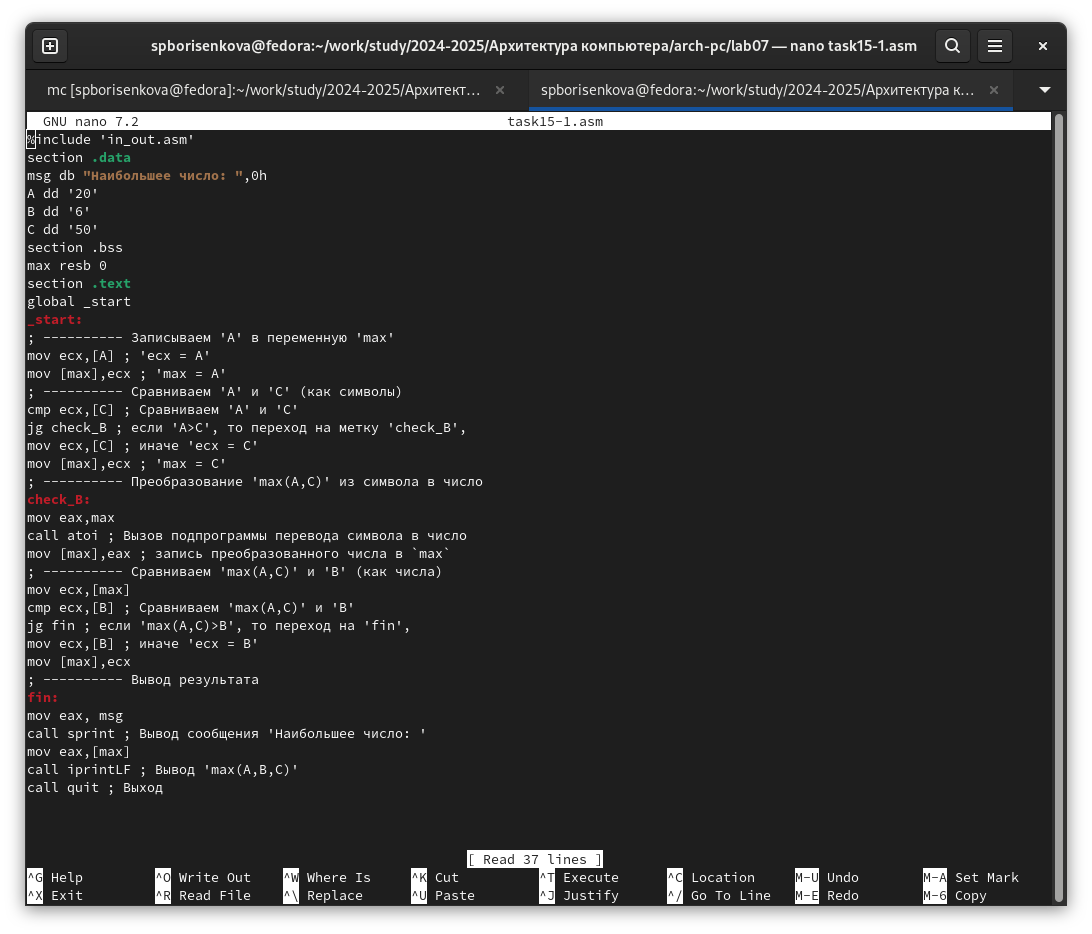 spborisenkova@fedora:~/work/study/2024-2025/Архитектура компьютера/arch-pc/lab07 — nano task15-1.asm
mc [spborisenkova@fedora]:~/work/study/2024-2025/Архитект…
spborisenkova@fedora:~/work/study/2024-2025/Архитектура к…
GNU nano 7.2 task15-1.asm
%include 'in_out.asm'
section .data
msg db "Наибольшее число: ",0h
A dd '20'
B dd '6'
C dd '50'
section .bss
max resb 0
section .text
global _start
_start:
; ---------- Записываем 'A' в переменную 'max'
mov ecx,[A] ; 'ecx = A'
mov [max],ecx ; 'max = A'
; ---------- Сравниваем 'A' и 'С' (как символы)
cmp ecx,[C] ; Сравниваем 'A' и 'С'
jg check_B ; если 'A>C', то переход на метку 'check_B',
mov ecx,[C] ; иначе 'ecx = C'
mov [max],ecx ; 'max = C'
; ---------- Преобразование 'max(A,C)' из символа в число
check_B:
mov eax,max
call atoi ; Вызов подпрограммы перевода символа в число
mov [max],eax ; запись преобразованного числа в `max`
; ---------- Сравниваем 'max(A,C)' и 'B' (как числа)
mov ecx,[max]
cmp ecx,[B] ; Сравниваем 'max(A,C)' и 'B'
jg fin ; если 'max(A,C)>B', то переход на 'fin',
mov ecx,[B] ; иначе 'ecx = B'
mov [max],ecx
; ---------- Вывод результата
fin:
mov eax, msg
call sprint ; Вывод сообщения 'Наибольшее число: '
mov eax,[max]
call iprintLF ; Вывод 'max(A,B,C)'
call quit ; Выход
[ Read 37 lines ]
^G Help ^O Write Out ^W Where Is ^K Cut ^T Execute ^C Location M-U Undo M-A Set Mark
^X Exit ^R Read File ^\ Replace ^U Paste ^J Justify ^/ Go To Line M-E Redo M-6 Copy